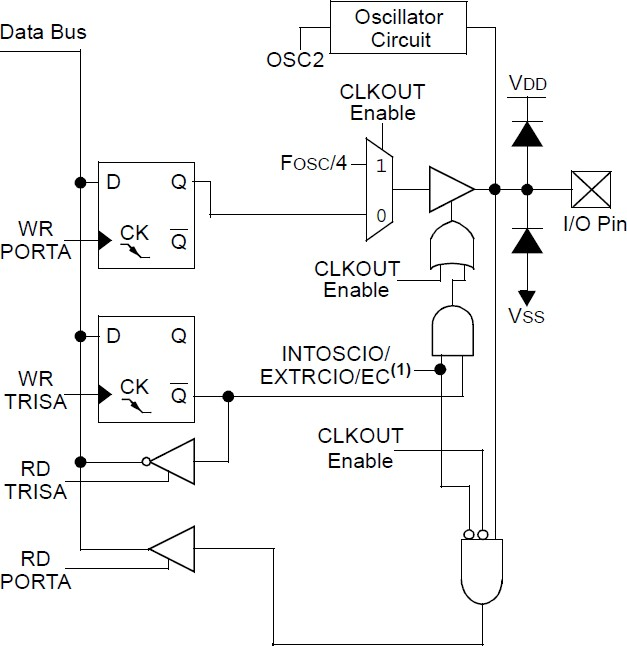 Data Bus
Oscillator
Circuit
OSC2
CLKOUT
Enable
VDD
FOSC/4
1
0
I/O Pin
D
Q
CK
Q
WR
PORTA
CLKOUT
Enable
VSS
D
Q
CK
Q
WR
TRISA
INTOSCIO/
EXTRCIO/EC(1)
CLKOUT
Enable
RD
TRISA
RD
PORTA